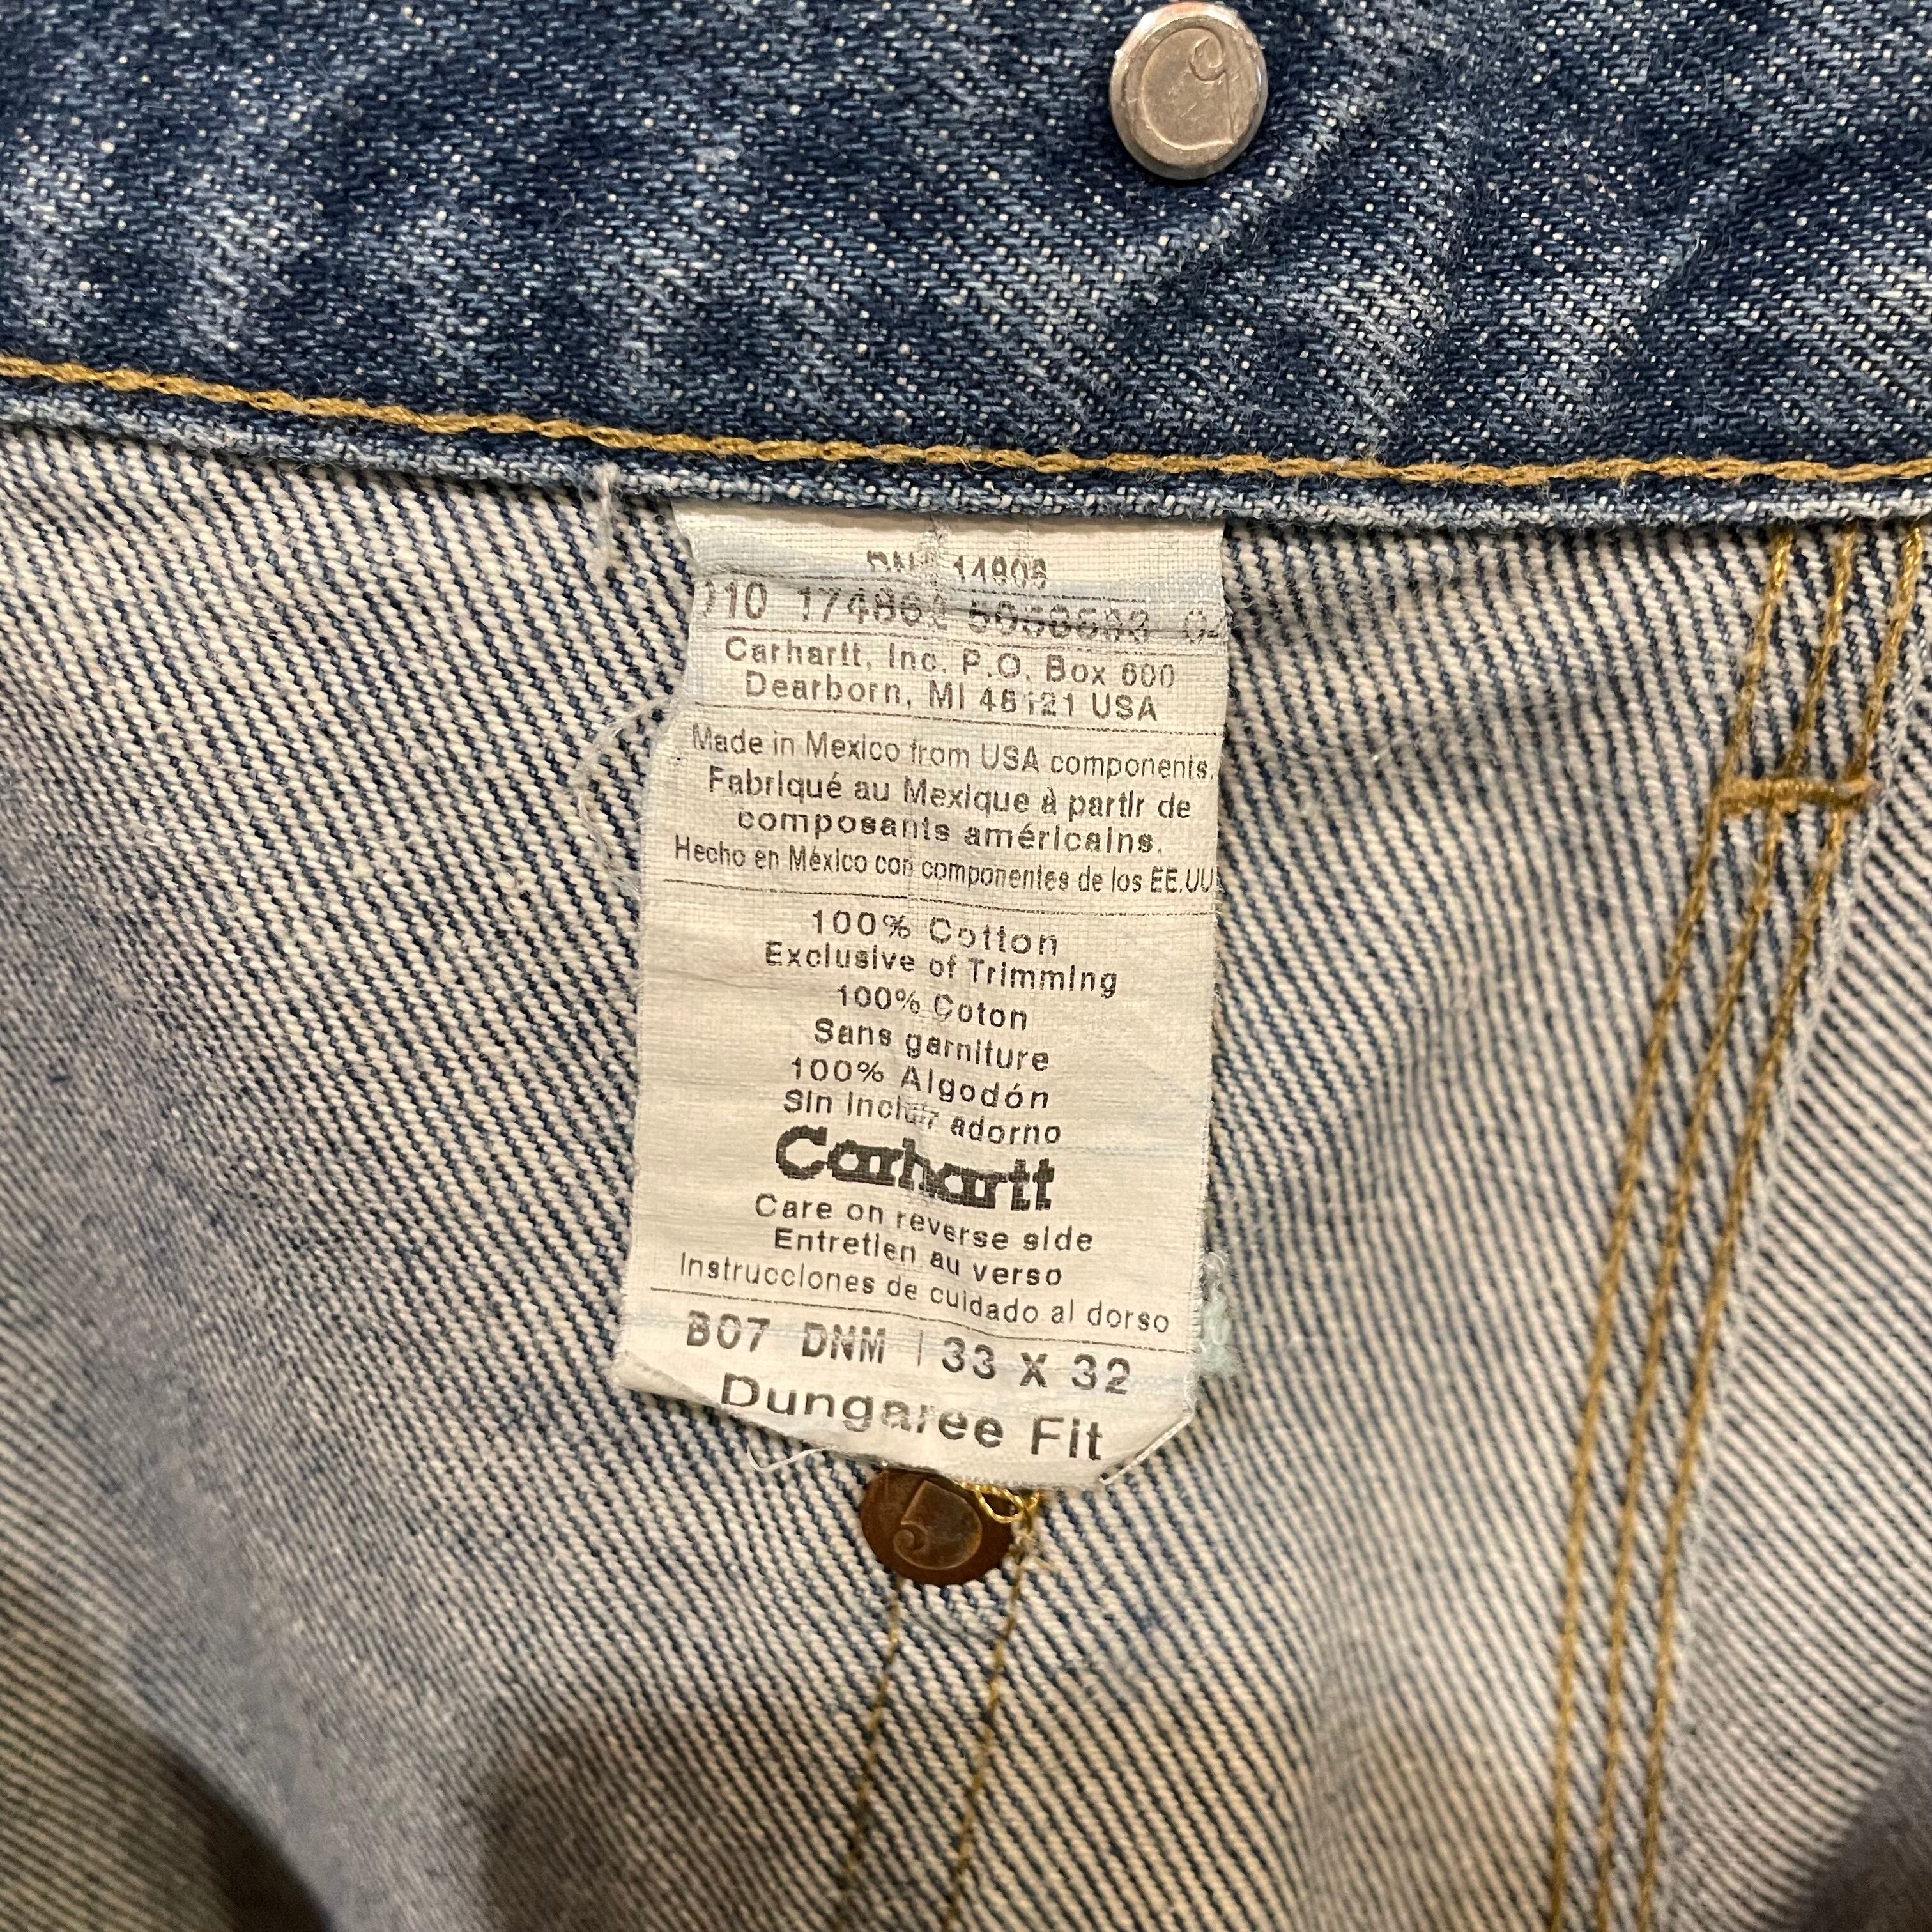 14806
Carhartt, Inc. P.O. Box 600
Dearborn, MI 48121 USA
Made in Mexico from USA components.
Fabriqué au Mexique à partir de
composants américains.
Hecho en México con componentes de los EE.UU
100% Cotton
Exclusive of Trimming
100% Coton
Sans garniture
100% Algodón
Sin incluir adorno
Carhartt
Care on reverse side
Entretien au verso
Instrucciones de cuidado al dorso
B07 DNM | 33 X 32
Dungaree Fit